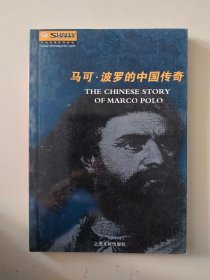 马可·波罗的中国传奇
THE CHINESE STORY
OF MARCO POLO
上海文化出版社